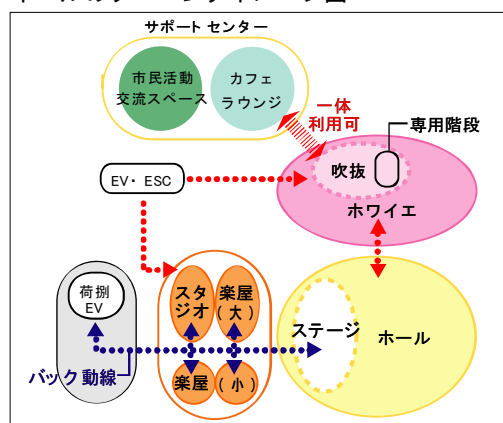 サポートセンター
市民活動
交流スペース
カフェ
ラウンジ
一体
利用可
専用階段
吹抜
ホワイエ
EV・ESC
荷捌
EV
スタ
ジオ
楽屋
(大)
ステージ
ホール
バック動線
楽屋
(小)